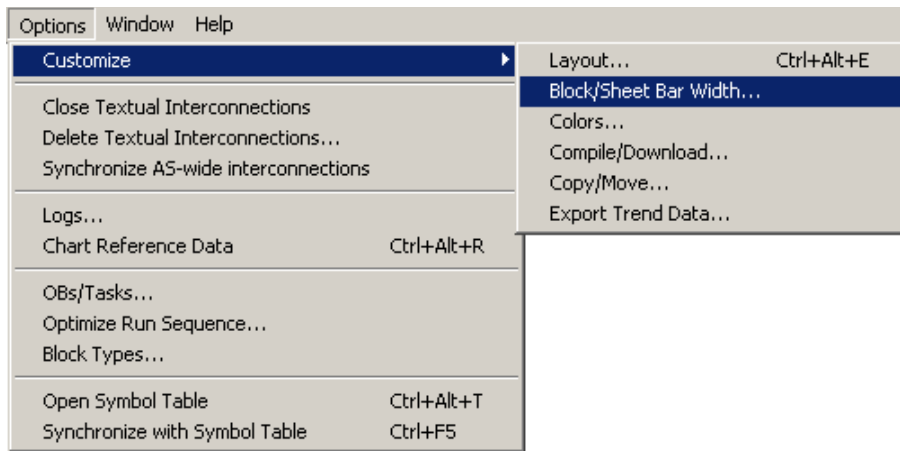 Options Window Help
Customize
Close Textual Interconnections
Delete Textual Interconnections...
Synchronize AS-wide interconnections
Logs...
Chart Reference Data Ctrl+Alt+R
OBs/Tasks...
Optimize Run Sequence...
Block Types...
Open Symbol Table Ctrl+Alt+T
Synchronize with Symbol Table Ctrl+F5
Layout... Ctrl+Alt+E
Block/Sheet Bar Width...
Colors...
Compile/Download...
Copy/Move...
Export Trend Data...